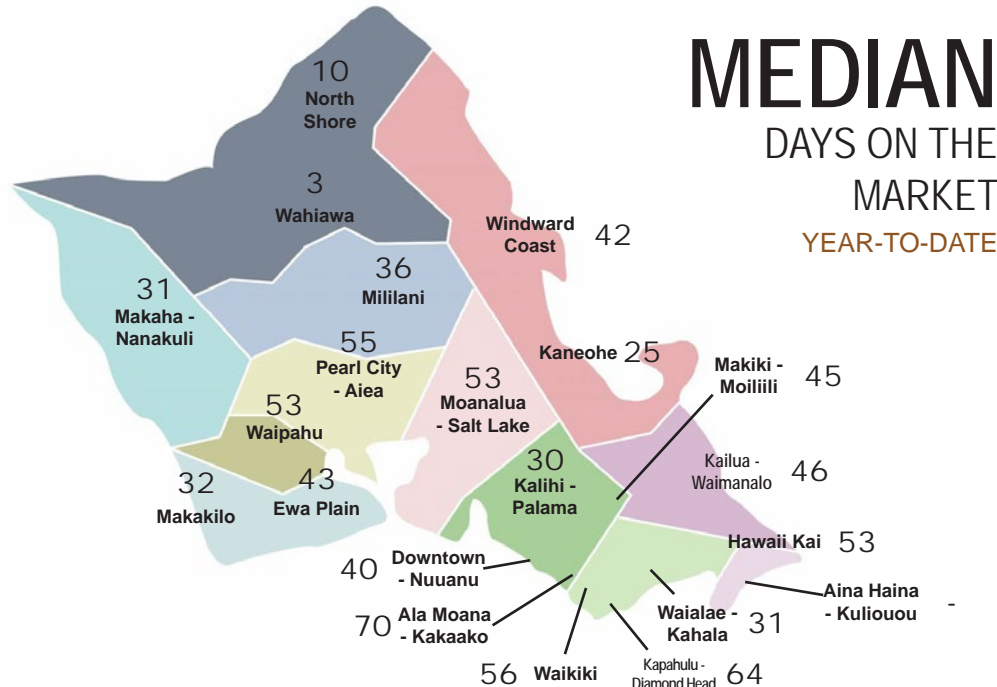 MEDIAN
DAYS ON THE
MARKET
YEAR-TO-DATE
10
North
Shore
3
Wahiawa
Windward
Coast
42
36
Mililani
31
Makaha -
Nanakuli
55
Pearl City
- Aiea
Kaneohe 25
Makiki -
Moiliili
45
53
Moanalua
- Salt Lake
53
Waipahu
30
Kalihi -
Palama
Kailua -
Waimanalo
46
32
Makakilo
43
Ewa Plain
Hawaii Kai 53
40
Downtown
- Nuuanu
Aina Haina
- Kuliouou
-
70
Ala Moana
- Kakaako
Waialae -
Kahala
31
56 Waikiki
Kapahulu -
Diamond Head
64